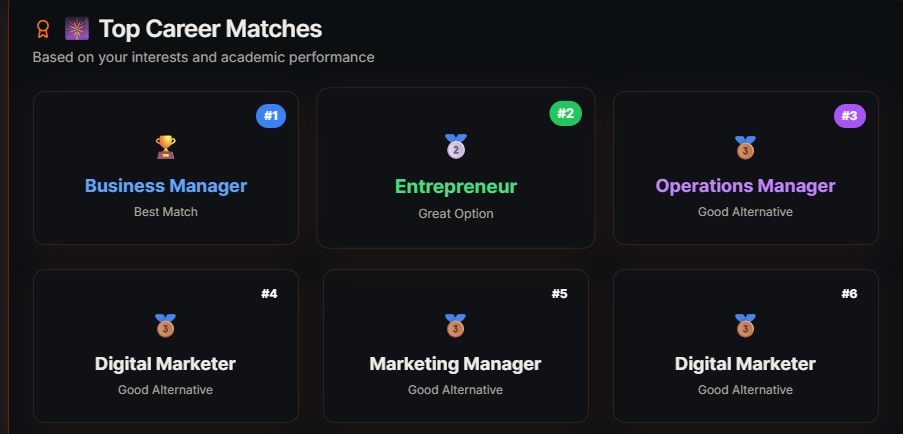 Top Career Matches
Based on your interests and academic performance
#1
2
#2
3
#3
Business Manager
Entrepreneur
Operations Manager
Best Match
Great Option
Good Alternative
#4
#5
#6
3
3
3
Digital Marketer
Marketing Manager
Digital Marketer
Good Alternative
Good Alternative
Good Alternative